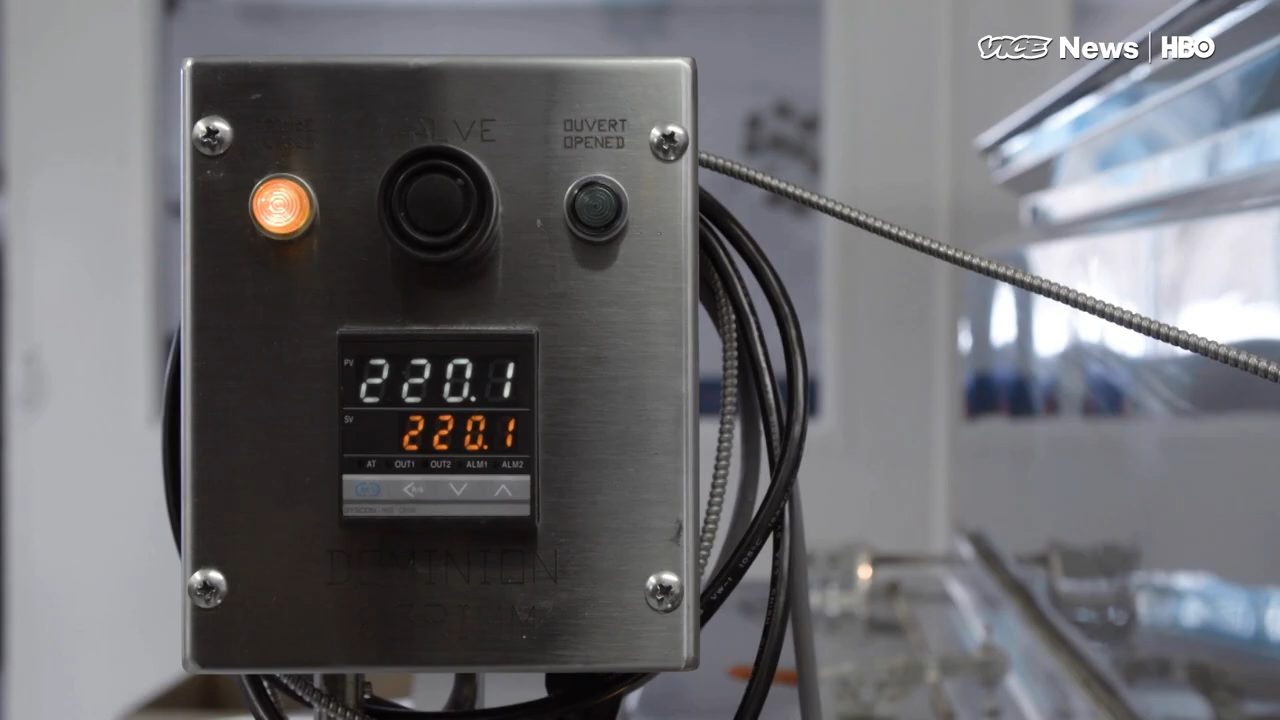 VICE News | HBO
VALVE
OUVERT
OPENED
PV
220.1
SV
220.1
AT OUT1 OUT2 ALM1 ALM2
DOMINION